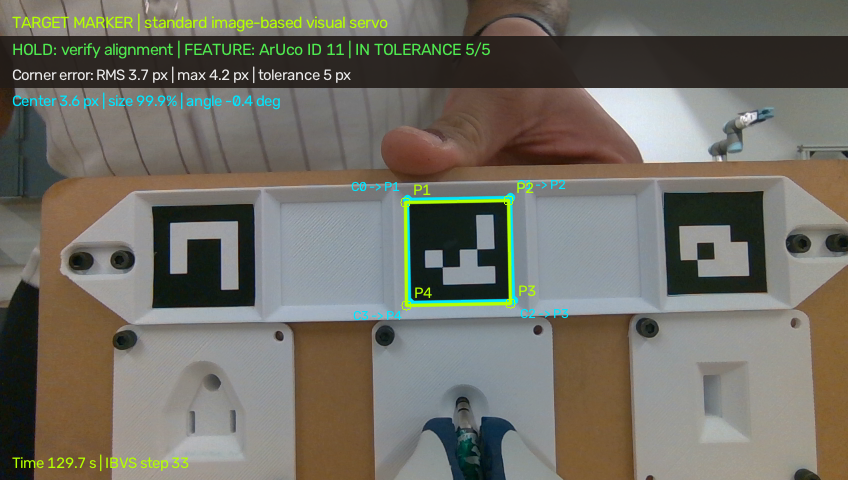 TARGET MARKER | standard image-based visual servo
HOLD: verify alignment | FEATURE: ArUco ID 11 | IN TOLERANCE 5/5
Corner error: RMS 3.7 px | max 4.2 px | tolerance 5 px
Center 3.6 px | size 99.9% | angle -0.4 deg
C0 -> P1
P1
P2
-> P2
P4
P3
Time 129.7 s | IBVS step 33